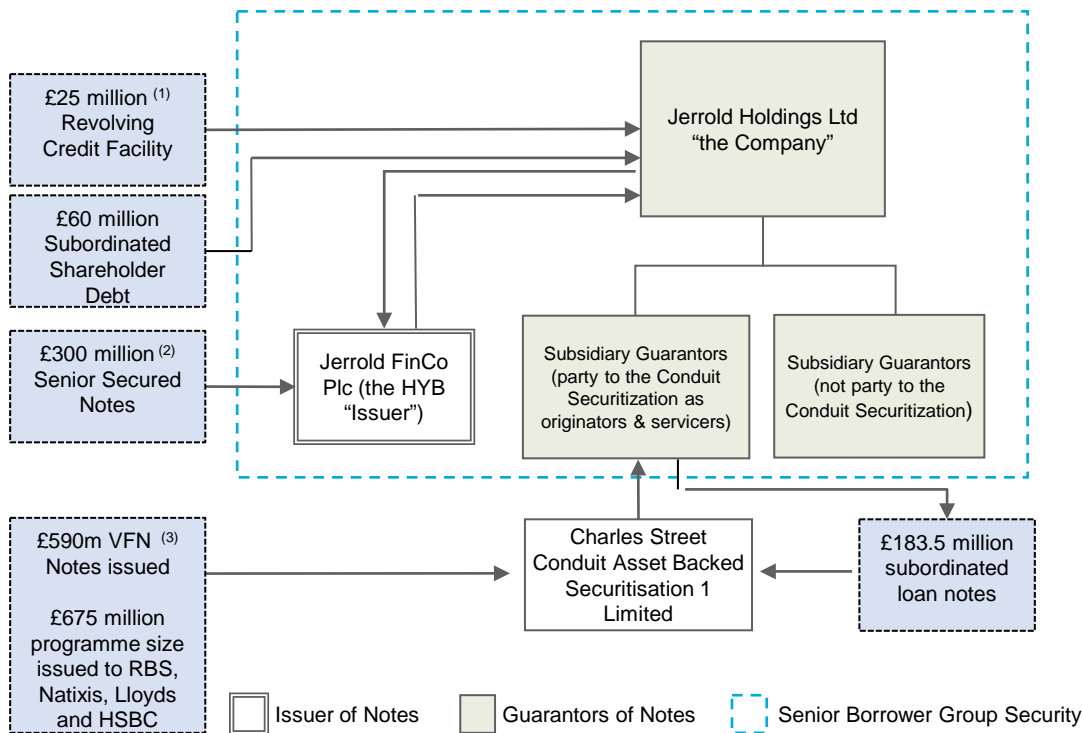 £25 million (1)
Revolving
Credit Facility
Jerrold Holdings Ltd
“the Company”
£60 million
Subordinated
Shareholder
Debt
£300 million (2)
Senior Secured
Notes
Jerrold FinCo
Plc (the HYB
“Issuer”)
Subsidiary Guarantors
(party to the Conduit
Securitization as
originators & servicers)
Subsidiary Guarantors
(not party to the
Conduit Securitization)
£590m VFN (3)
Notes issued
£675 million
programme size
issued to RBS,
Natixis, Lloyds
and HSBC
Charles Street
Conduit Asset Backed
Securitisation 1
Limited
£183.5 million
subordinated
loan notes
Issuer of Notes
Guarantors of Notes
Senior Borrower Group Security